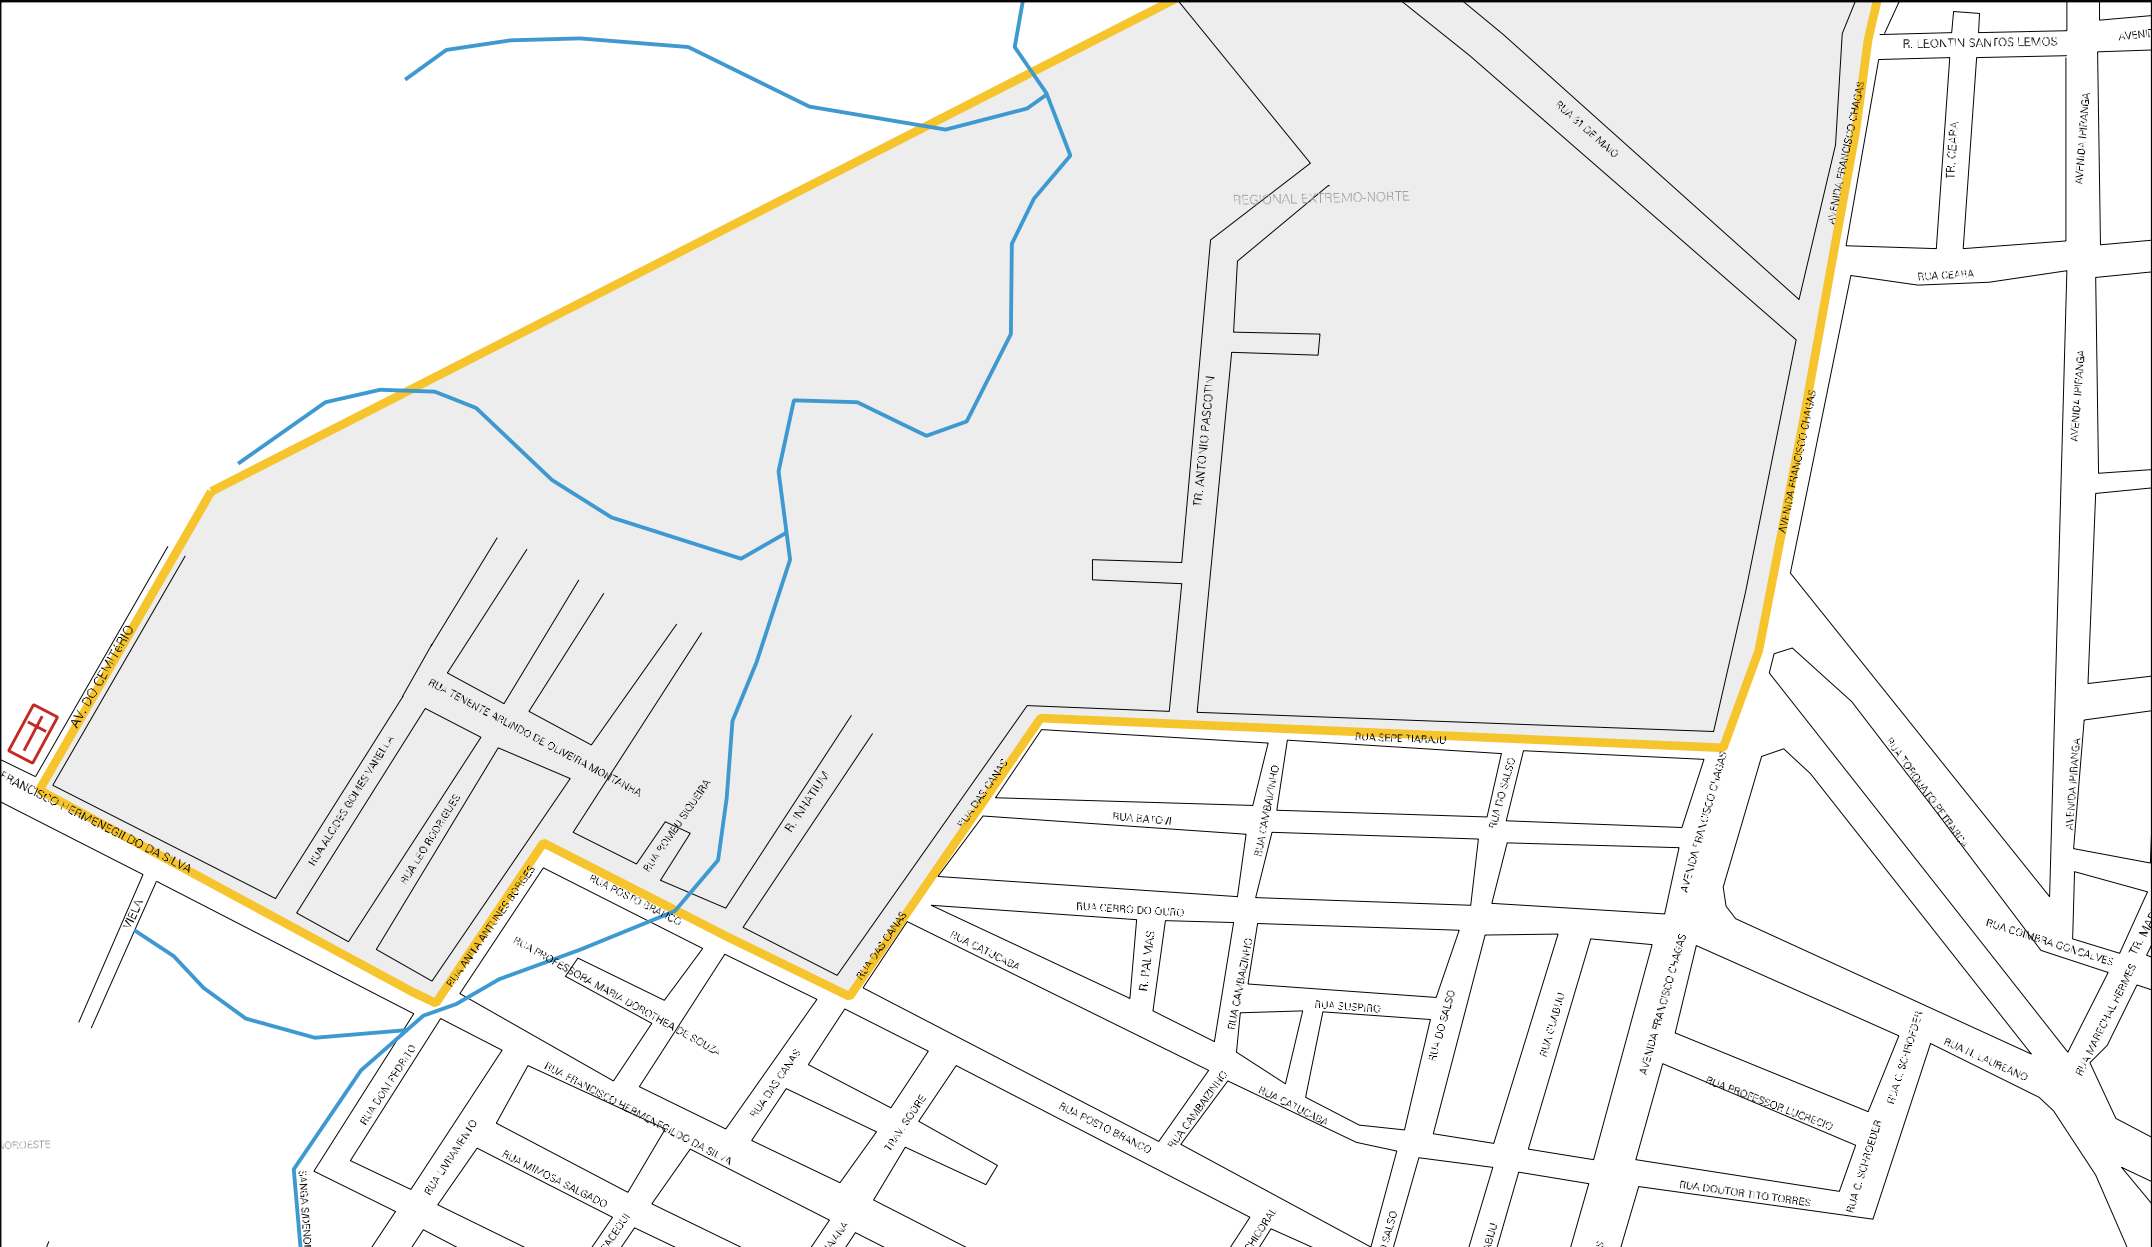 R. LEONTIN SANTOS LEMOS
AVENIDA FRANCISCO CHAGAS
TR. CEARA
AVENIDA IPIRANGA
RUA 31 DE MAIO
REGIONAL EXTREMO-NORTE
RUA CEARA
AVENIDA IPIRANGA
TR. ANTONIO PASCOTIN
AVENIDA FRANCISCO CHAGAS
AV. DO CEMITéRIO
RUA TENENTE ARLINDO DE OLIVEIRA MONTANHA
FRANCISCO HERMENEGILDO DA SILVA
RUA ALCIDES GOMES VARELLA
RUA LEO RODRIGUES
RUA ROMEU SIQUEIRA
R. INHATIUM
RUA DAS CANAS
RUA SEPE TIARAJU
RUA BATOVI
RUA CAMBAIZINHO
RUA DO SALSO
AVENIDA FRANCISCO CHAGAS
RUA TORQUATO PETRARCA
AVENIDA IPIRANGA
VIELA
RUA ANITA ANTUNES BORGES
RUA POSTO BRANCO
RUA DAS CANAS
RUA CERRO DO OURO
RUA CATUCABA
R. PALMAS
RUA CAMBAIZINHO
RUA SUSPIRO
RUA DO SALSO
RUA GUABIJU
AVENIDA FRANCISCO CHAGAS
RUA COIMBRA GONCALVES
RUA MARECHAL HERMES
RUA PROFESSORA MARIA DOROTHEA DE SOUZA
RUA DOM PEDRITO
RUA FRANCISCO HERMENEGILDO DA SILVA
RUA DAS CANAS
TRAV. SODRE
RUA POSTO BRANCO
RUA CAMBAIZINHO
RUA CATUCABA
RUA PROFESSOR LUCRECIO
RUA C. SCHROEDER
RUA N. LAUREANO
NOROESTE
RUA LIVRAMENTO
RUA MIMOSA SALGADO
RUA DOUTOR TITO TORRES
RUA C. SCHROEDER
CHICORAL
SALSO